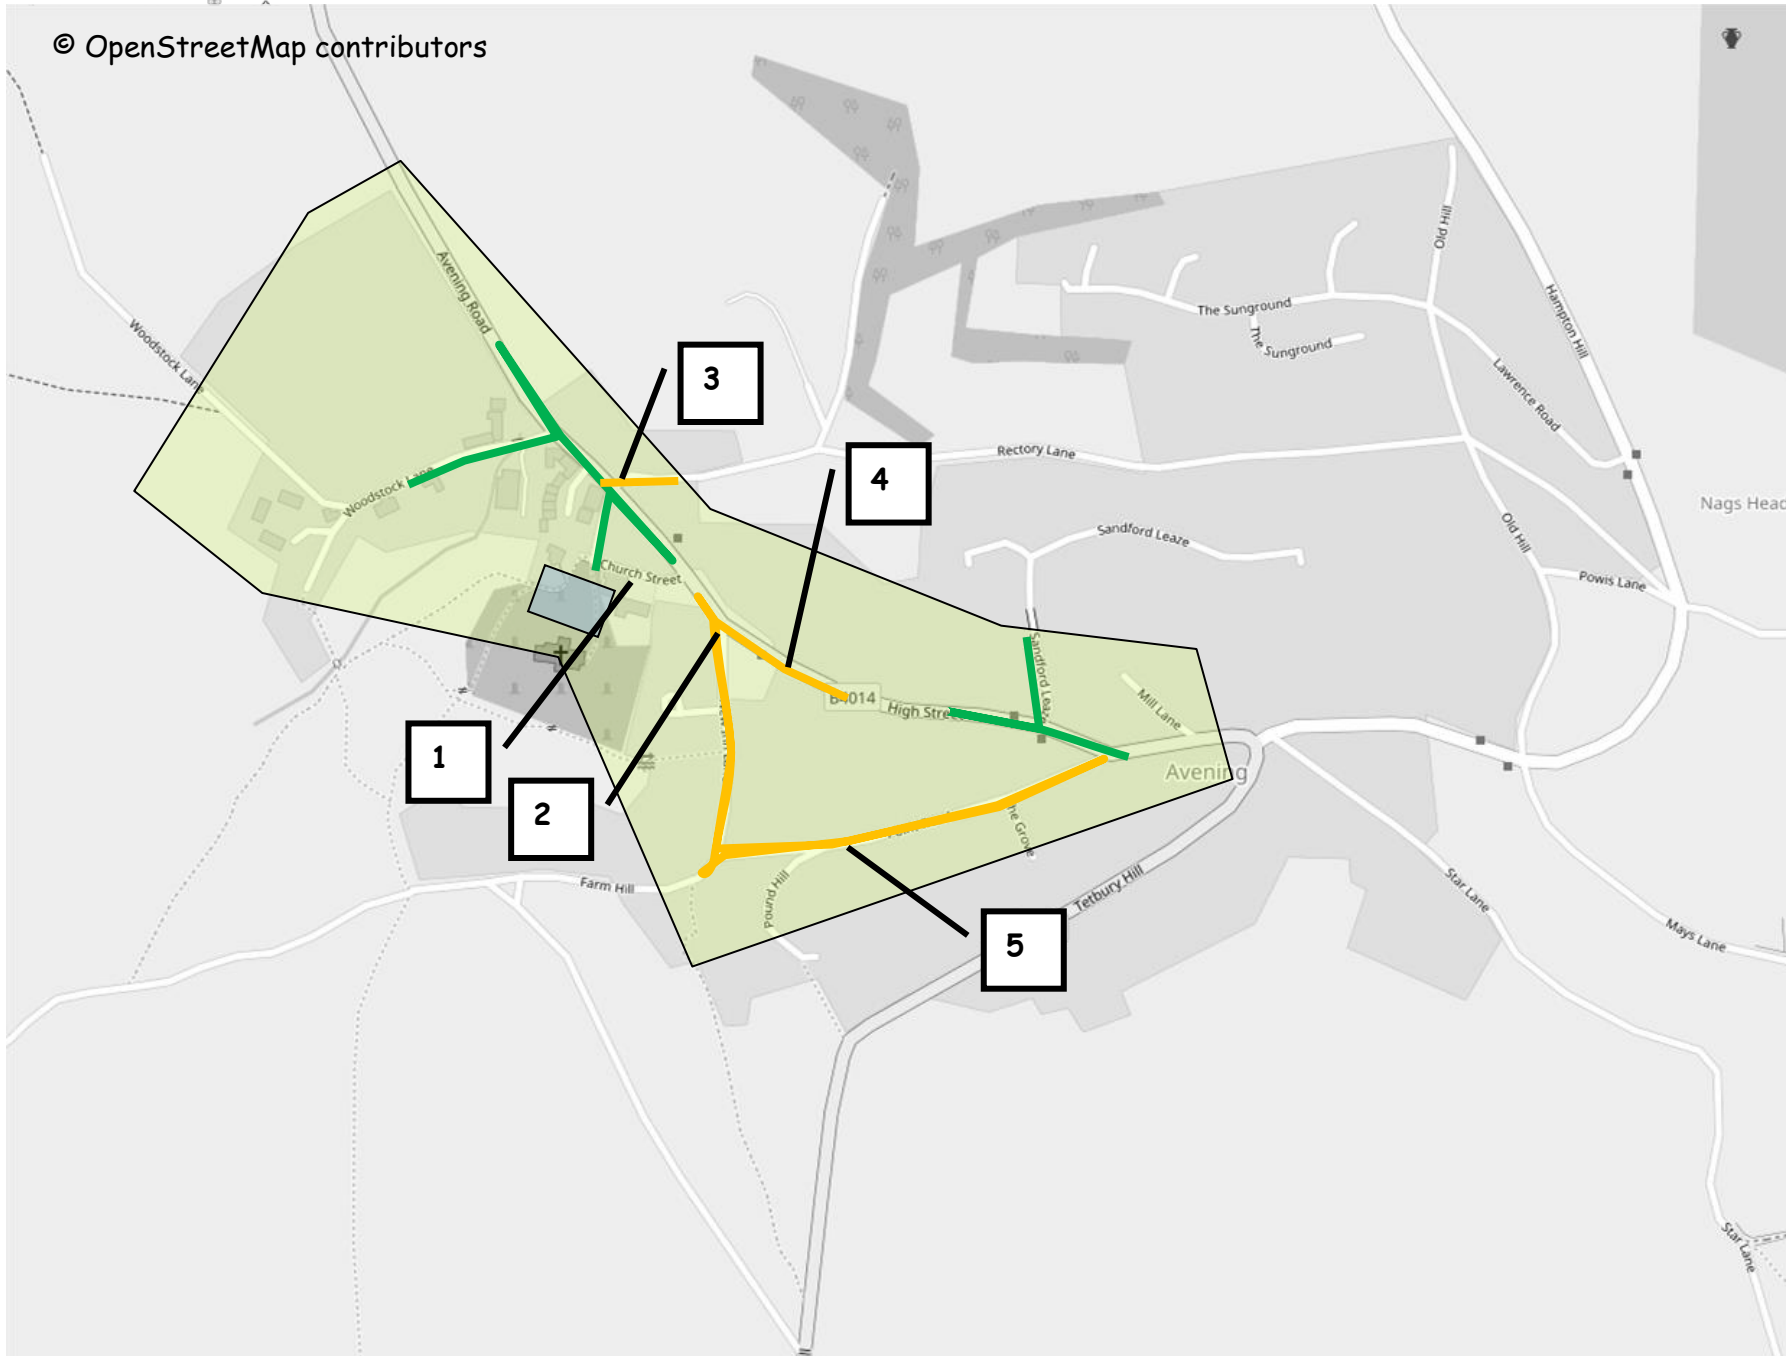 © OpenStreetMap contributors
Avening Road
Woodstock Lane
Woodstock Lane
3
4
Rectory Lane
The Sunground
The Sunground
Old Hill
Hampton Hill
Lawrence Road
Nags Head
Old Hill
Sandford Leaze
Powis Lane
Church Street
Sandford Leaze
Mill Lane
B4014
High Street
Avening
1
2
The Grove
Farm Hill
Pound Hill
Tetbury Hill
5
Star Lane
Mays Lane
Star Lane